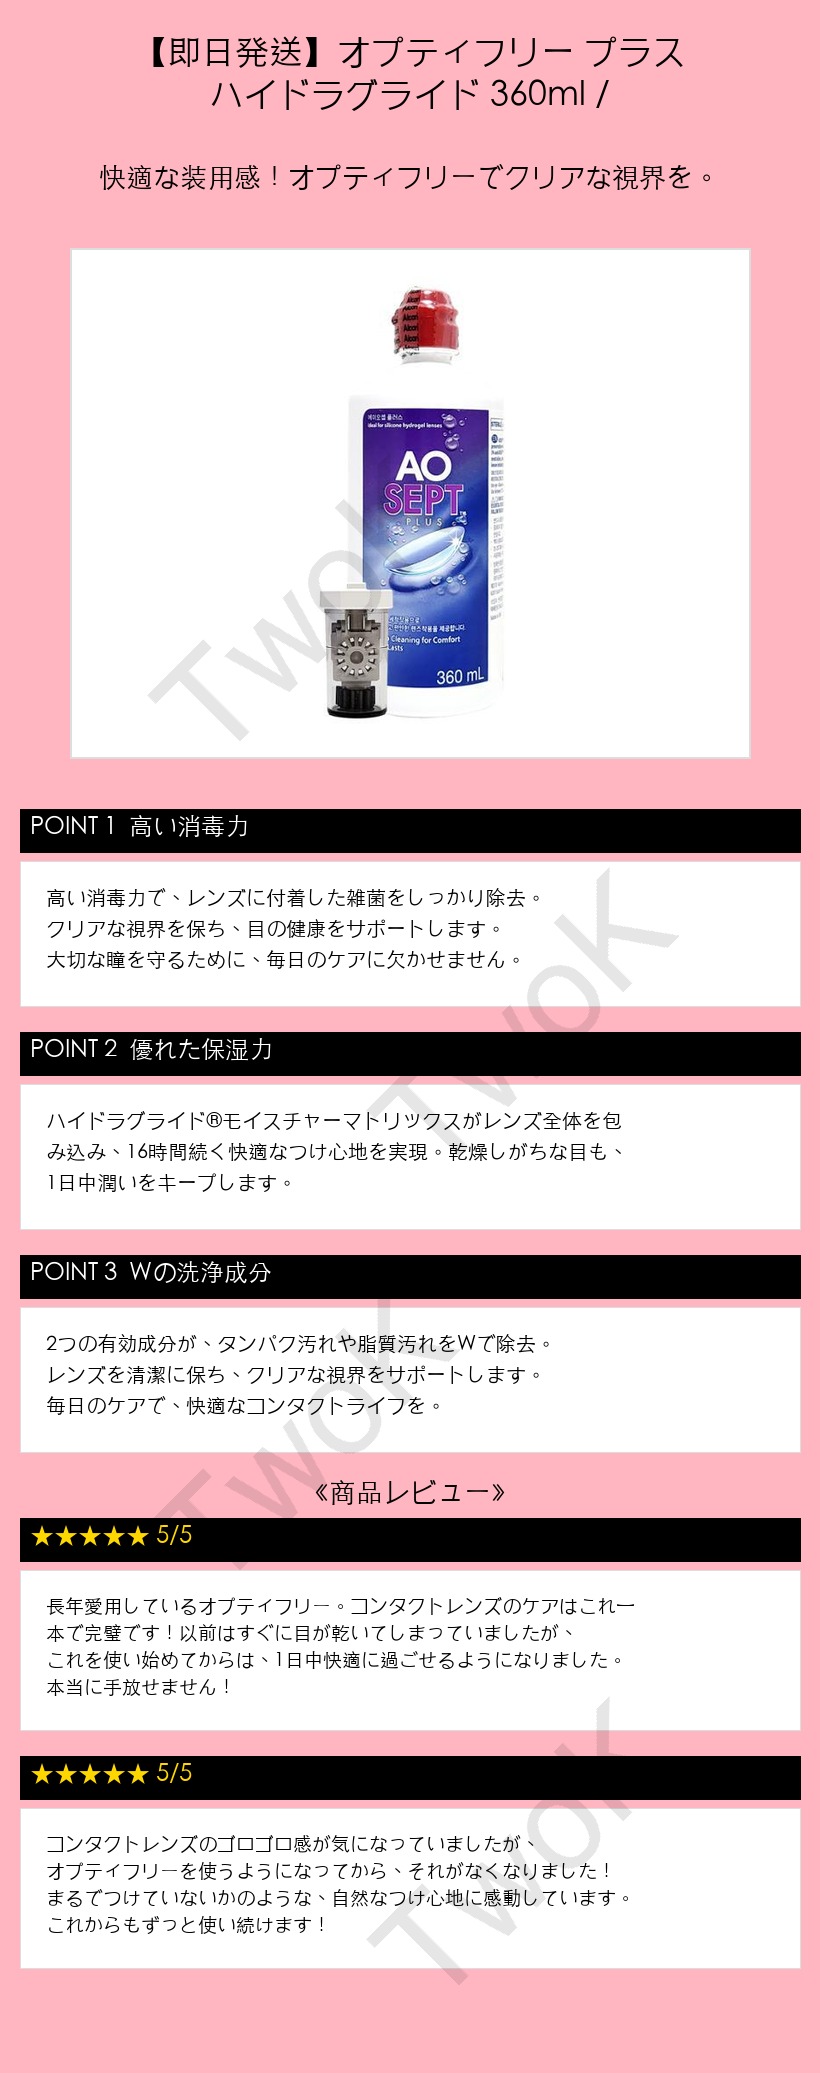 【即日発送】オプティフリー プラス
ハイドラグライド 360ml /
快適な装用感！オプティフリーでクリアな視界を。
Alcon
Alcon
Alcon
Alcon
에이오셉 플러스
Ideal for silicone hydrogel lenses
AO
SEPT
PLUS
편안한 렌즈착용을 제공합니다.
Cleaning for Comfort
Lasts
360 mL
TwoK
POINT 1 高い消毒力
高い消毒力で、レンズに付着した雑菌をしっかり除去。
クリアな視界を保ち、目の健康をサポートします。
大切な瞳を守るために、毎日のケアに欠かせません。
TwoK
POINT 2 優れた保湿力
ハイドラグライド®モイスチャーマトリックスがレンズ全体を包
み込み、16時間続く快適なつけ心地を実現。乾燥しがちな目も、
1日中潤いをキープします。
POINT 3 Wの洗浄成分
2つの有効成分が、タンパク汚れや脂質汚れをWで除去。
レンズを清潔に保ち、クリアな視界をサポートします。
毎日のケアで、快適なコンタクトライフを。
TwoK
《商品レビュー》
★★★★★ 5/5
長年愛用しているオプティフリー。コンタクトレンズのケアはこれ一
本で完璧です！以前はすぐに目が乾いてしまっていましたが、
これを使い始めてからは、1日中快適に過ごせるようになりました。
本当に手放せません！
★★★★★ 5/5
コンタクトレンズのゴロゴロ感が気になっていましたが、
オプティフリーを使うようになってから、それがなくなりました！
まるでつけていないかのような、自然なつけ心地に感動しています。
これからもずっと使い続けます！
TwoK